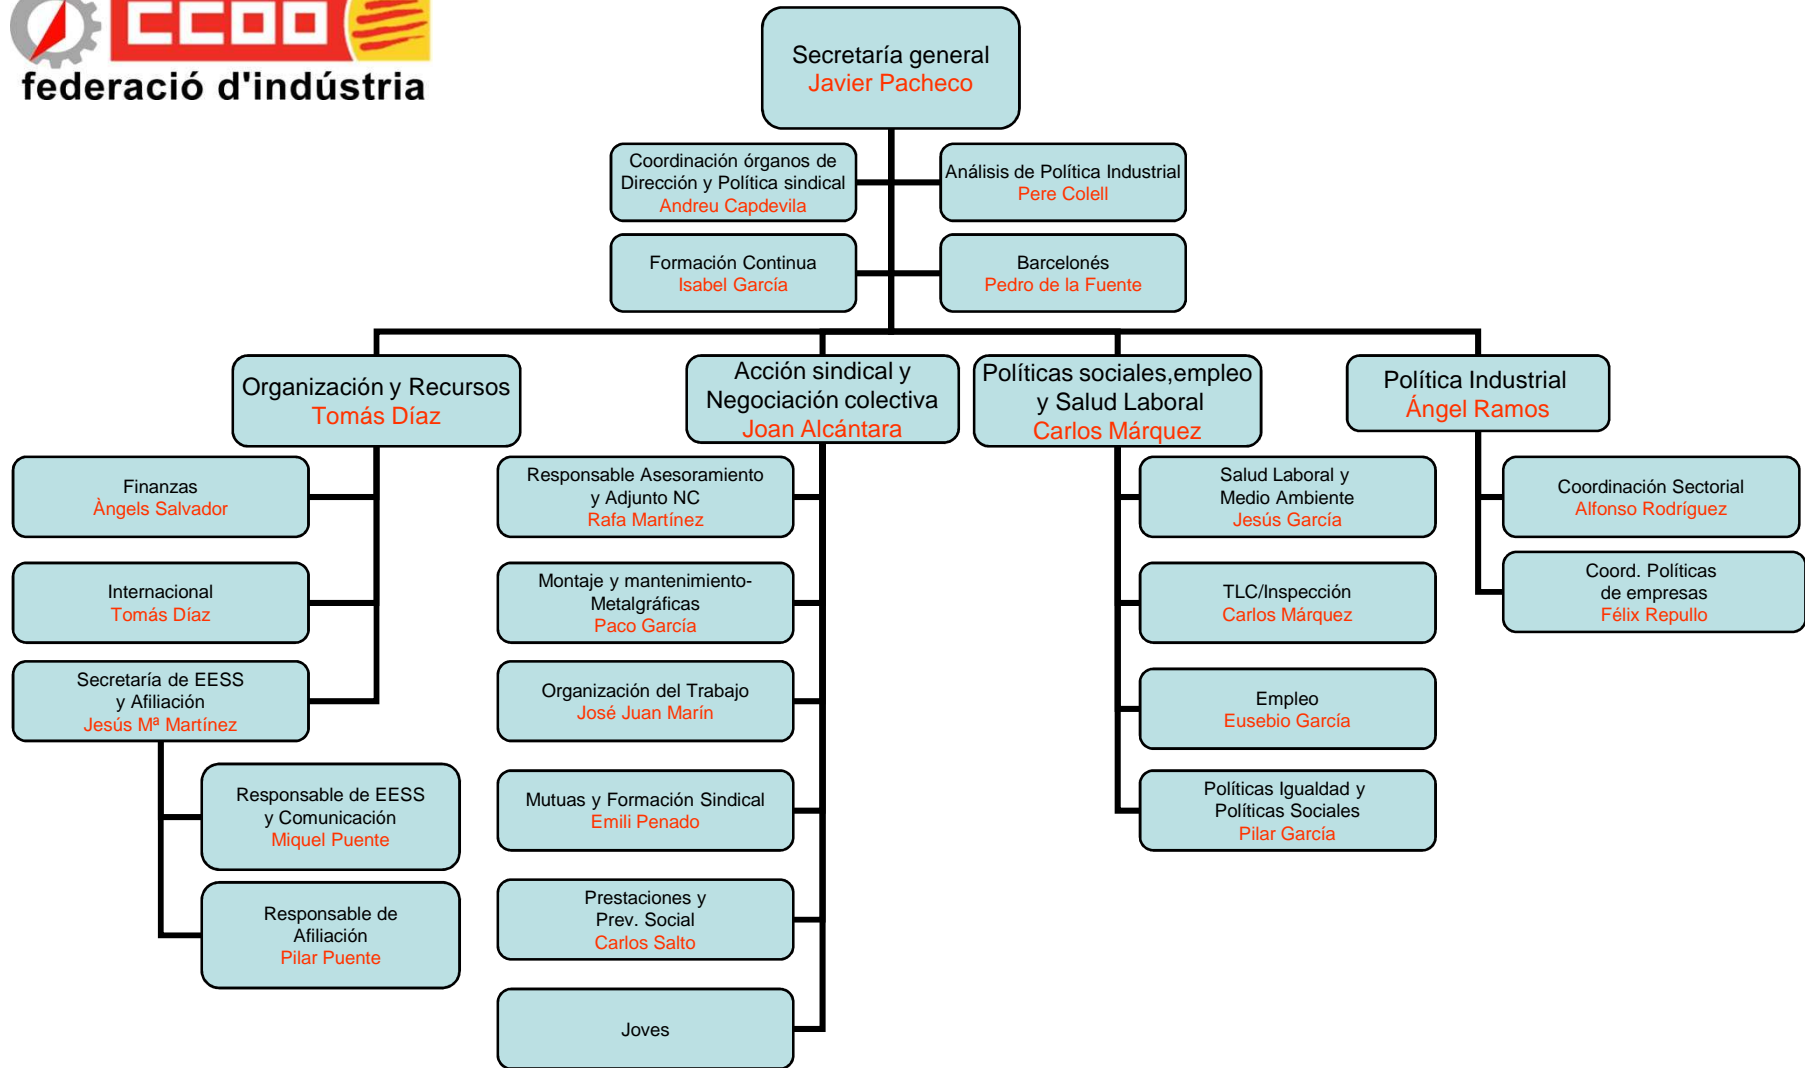 CCOO
federació d'indústria
Secretaría general
Javier Pacheco
Coordinación órganos de
Dirección y Política sindical
Andreu Capdevila
Análisis de Política Industrial
Pere Colell
Formación Continua
Isabel García
Barcelonés
Pedro de la Fuente
Organización y Recursos
Tomás Díaz
Acción sindical y
Negociación colectiva
Joan Alcántara
Políticas sociales,empleo
y Salud Laboral
Carlos Márquez
Política Industrial
Ángel Ramos
Finanzas
Àngels Salvador
Internacional
Tomás Díaz
Secretaría de EESS
y Afiliación
Jesús Mª Martínez
Responsable de EESS
y Comunicación
Miquel Puente
Responsable de
Afiliación
Pilar Puente
Responsable Asesoramiento
y Adjunto NC
Rafa Martínez
Montaje y mantenimiento-
Metalgráficas
Paco García
Organización del Trabajo
José Juan Marín
Mutuas y Formación Sindical
Emili Penado
Prestaciones y
Prev. Social
Carlos Salto
Joves
Salud Laboral y
Medio Ambiente
Jesús García
TLC/Inspección
Carlos Márquez
Empleo
Eusebio García
Políticas Igualdad y
Políticas Sociales
Pilar García
Coordinación Sectorial
Alfonso Rodríguez
Coord. Políticas
de empresas
Félix Repullo